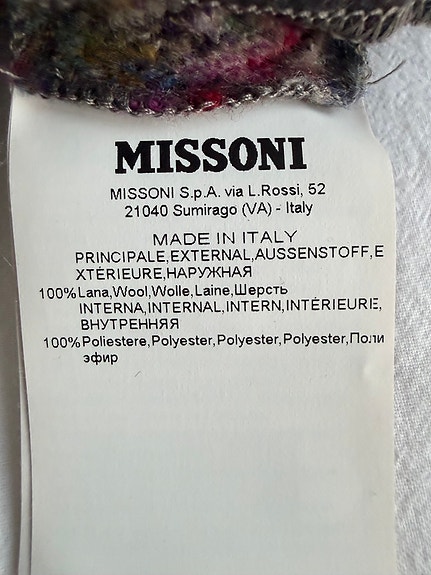 MISSONI
MISSONI S.p.A. via L.Rossi, 52
21040 Sumirago (VA) - Italy
MADE IN ITALY
PRINCIPALE,EXTERNAL,AUSSENSTOFF,E
XTÉRIEURE,НАРУЖНАЯ
100%Lana,Wool,Wolle,Laine,Шерсть
INTERNA,INTERNAL,INTERN,INTÉRIEURE,
ВНУТРЕННЯЯ
100%Poliestere,Polyester,Polyester,Polyester,Поли
эфир